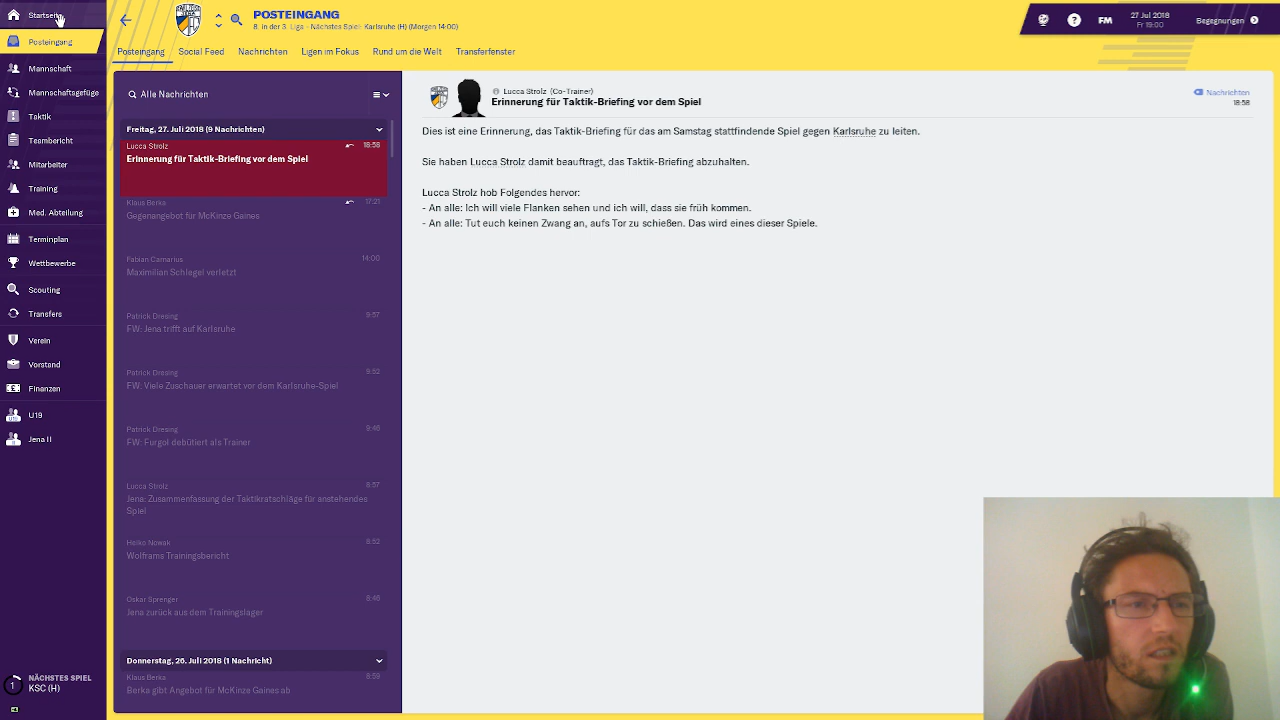 Startseite
Posteingang
Mannschaft
Mannschaftsgefüge
Taktik
Teambericht
Mitarbeiter
Training
Med. Abteilung
Terminplan
Wettbewerbe
Scouting
Transfers
Verein
Vorstand
Finanzen
U19
Jena II
1
NÄCHSTES SPIEL
KSC (H)
POSTEINGANG
8. in der 3. Liga - Nächstes Spiel: Karlsruhe (H) (Morgen 14:00)
FM
27 Jul 2018
Fr 19:00
Begegnungen
Posteingang Social Feed Nachrichten Ligen im Fokus Rund um die Welt Transferfenster
Alle Nachrichten
Freitag, 27. Juli 2018 (9 Nachrichten)
Lucca Strolz 18:58
Erinnerung für Taktik-Briefing vor dem Spiel
Klaus Berka 17:21
Gegenangebot für McKinze Gaines
Fabian Camarius 14:00
Maximilian Schlegel verletzt
Patrick Dresing 9:57
FW: Jena trifft auf Karlsruhe
Patrick Dresing 9:52
FW: Viele Zuschauer erwartet vor dem Karlsruhe-Spiel
Patrick Dresing 9:46
FW: Furgol debütiert als Trainer
Lucca Strolz 8:57
Jena: Zusammenfassung der Taktikratschläge für anstehendes
Spiel
Heiko Nowak 8:52
Wolframs Trainingsbericht
Oskar Sprenger 8:46
Jena zurück aus dem Trainingslager
Donnerstag, 26. Juli 2018 (1 Nachricht)
Klaus Berka 8:59
Berka gibt Angebot für McKinze Gaines ab
Lucca Strolz (Co-Trainer)
Erinnerung für Taktik-Briefing vor dem Spiel
Nachrichten
18:58
Dies ist eine Erinnerung, das Taktik-Briefing für das am Samstag stattfindende Spiel gegen Karlsruhe zu leiten.
Sie haben Lucca Strolz damit beauftragt, das Taktik-Briefing abzuhalten.
Lucca Strolz hob Folgendes hervor:
- An alle: Ich will viele Flanken sehen und ich will, dass sie früh kommen.
- An alle: Tut euch keinen Zwang an, aufs Tor zu schießen. Das wird eines dieser Spiele.